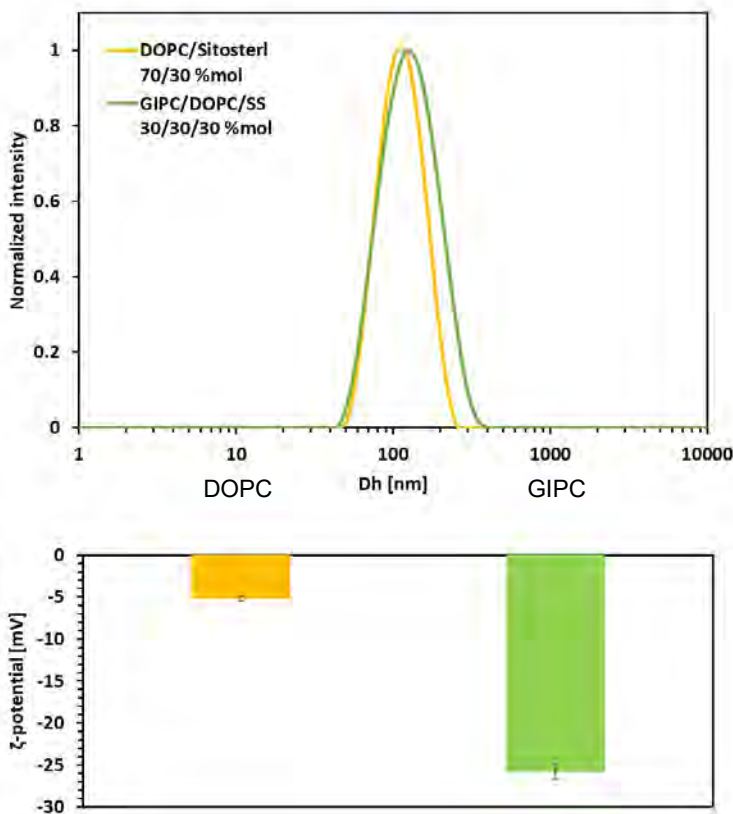 DOPC/Sitosterl
70/30 %mol
GIPC/DOPC/SS
30/30/30 %mol
Normalized intensity
1
0.8
0.6
0.4
0.2
0
1 10 100 1000 10000
DOPC Dh [nm] GIPC
ζ-potential [mV]
0
-5
-10
-15
-20
-25
-30